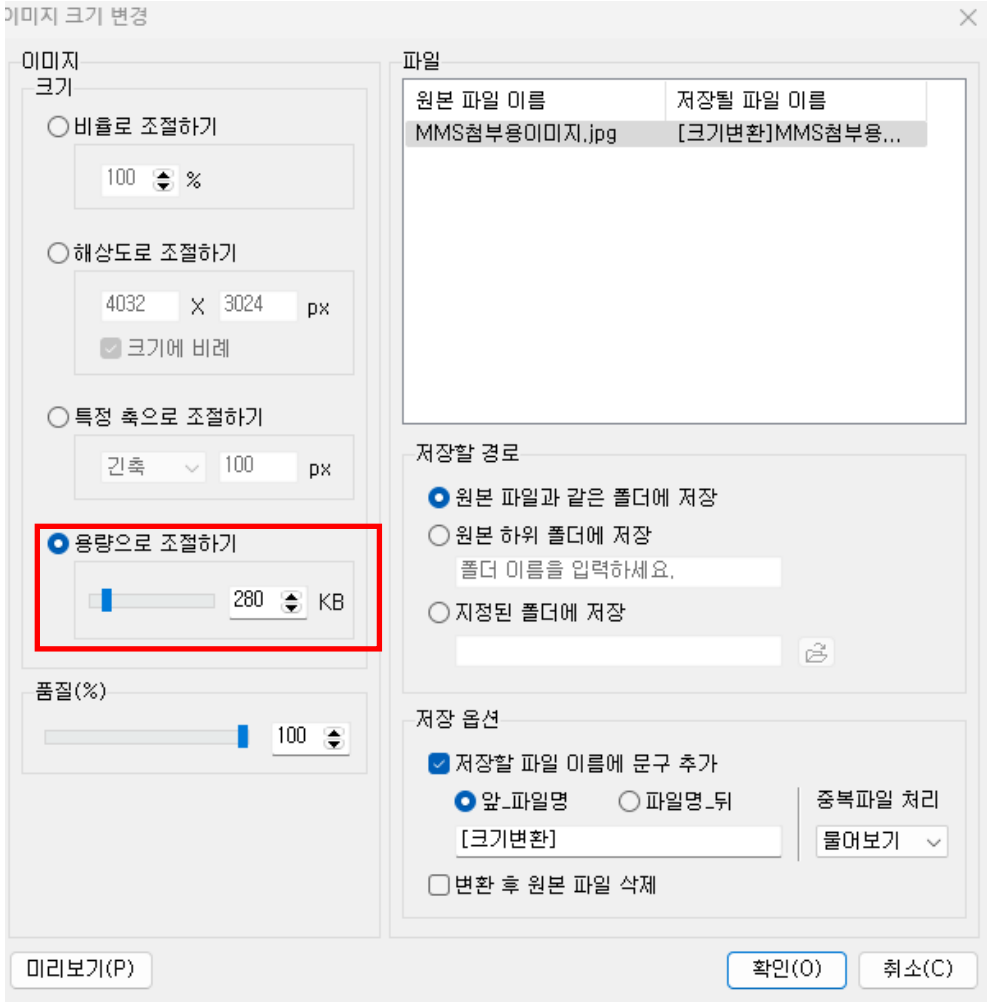 이미지 크기 변경
이미지
크기
비율로 조절하기
100 %
해상도로 조절하기
4032 X 3024 px
크기에 비례
특정 축으로 조절하기
긴축 100 px
용량으로 조절하기
280 KB
품질(%)
100
파일
원본 파일 이름 저장될 파일 이름
MMS첨부용이미지.jpg [크기변환]MMS첨부용...
저장할 경로
원본 파일과 같은 폴더에 저장
원본 하위 폴더에 저장
폴더 이름을 입력하세요.
지정된 폴더에 저장
저장 옵션
저장할 파일 이름에 문구 추가
앞_파일명 파일명_뒤
[크기변환]
중복파일 처리
물어보기
변환 후 원본 파일 삭제
미리보기(P) 확인(O) 취소(C)